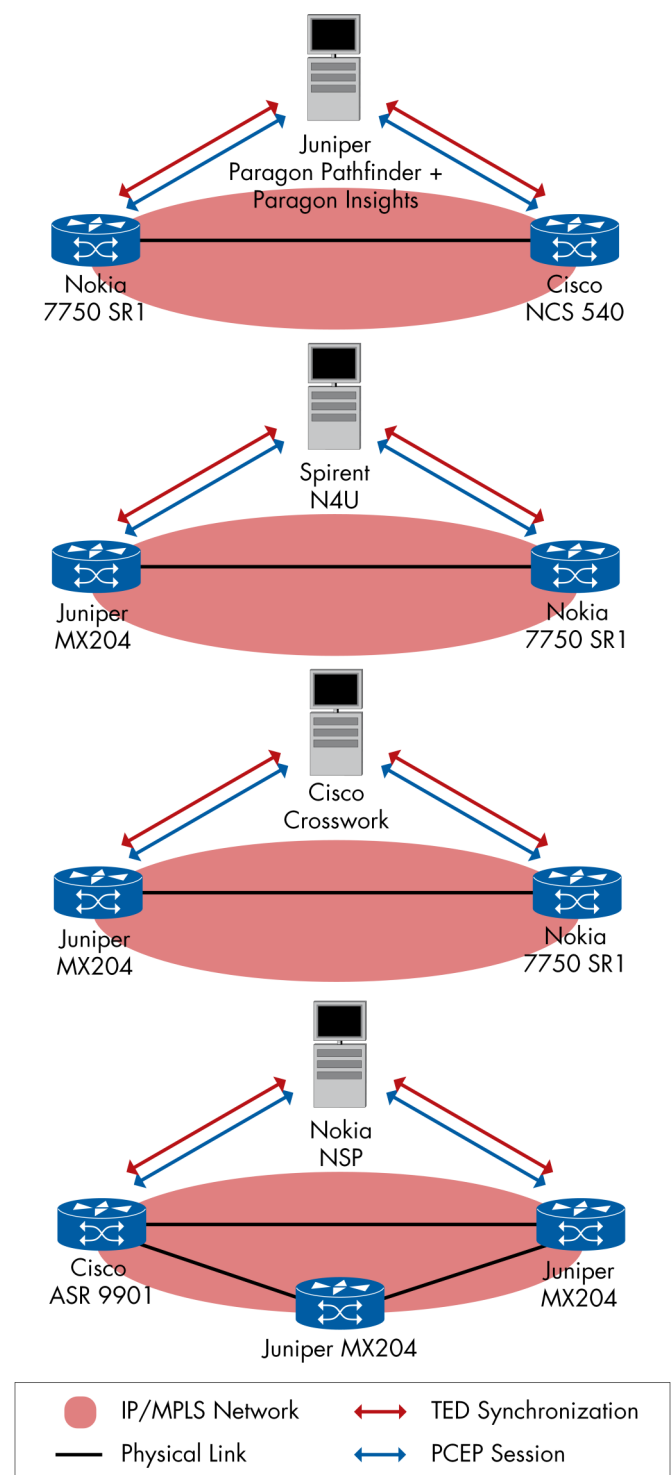 Juniper
Paragon Pathfinder +
Paragon Insights
Nokia
7750 SR1
Cisco
NCS 540
Spirent
N4U
Juniper
MX204
Nokia
7750 SR1
Cisco
Crosswork
Juniper
MX204
Nokia
7750 SR1
Nokia
NSP
Cisco
ASR 9901
Juniper
MX204
Juniper MX204
IP/MPLS Network
TED Synchronization
Physical Link
PCEP Session